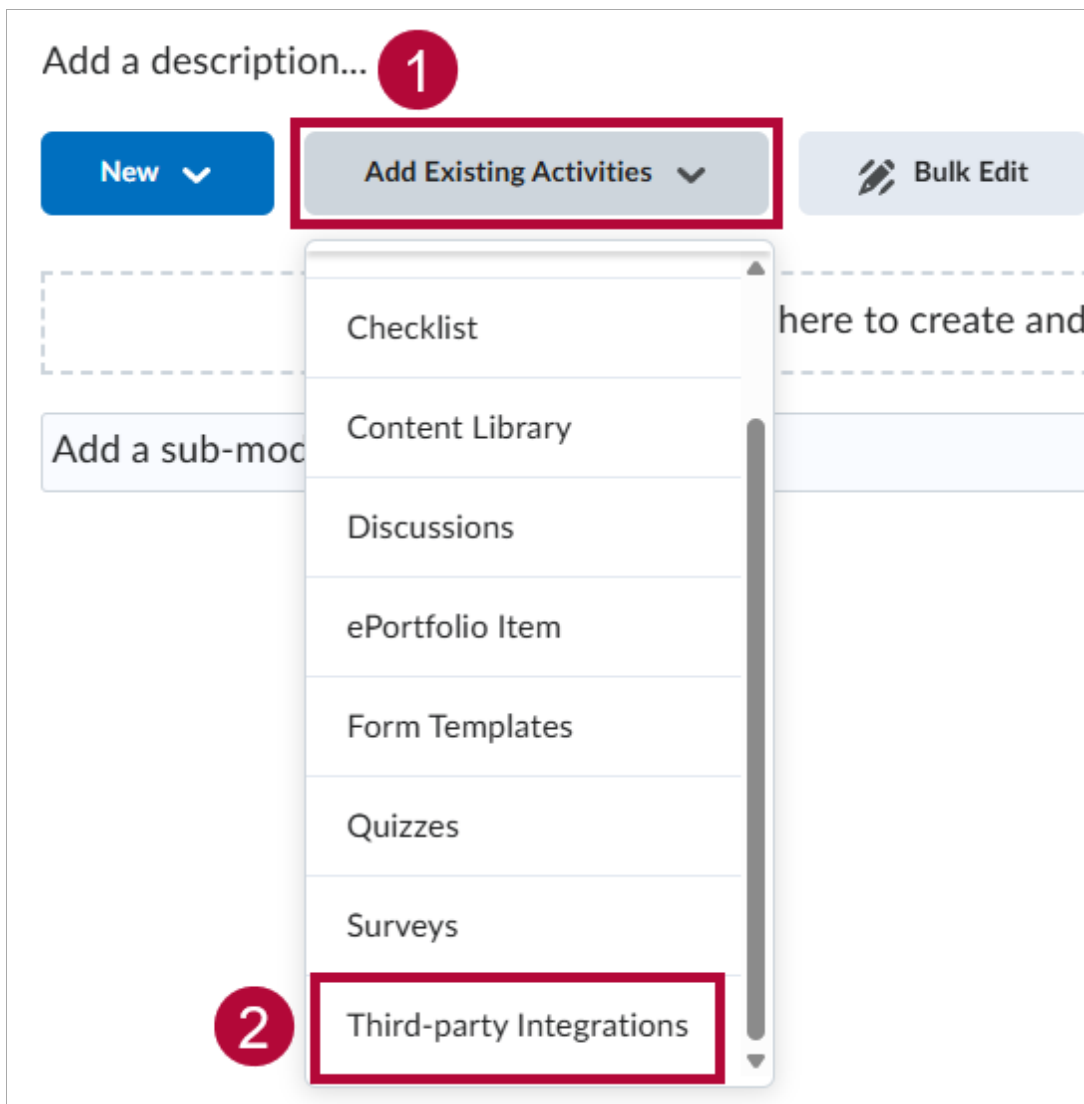 Add a description...
1
New
Add Existing Activities
Bulk Edit
here to create and
Checklist
Content Library
Add a sub-mod
Discussions
ePortfolio Item
Form Templates
Quizzes
Surveys
2
Third-party Integrations